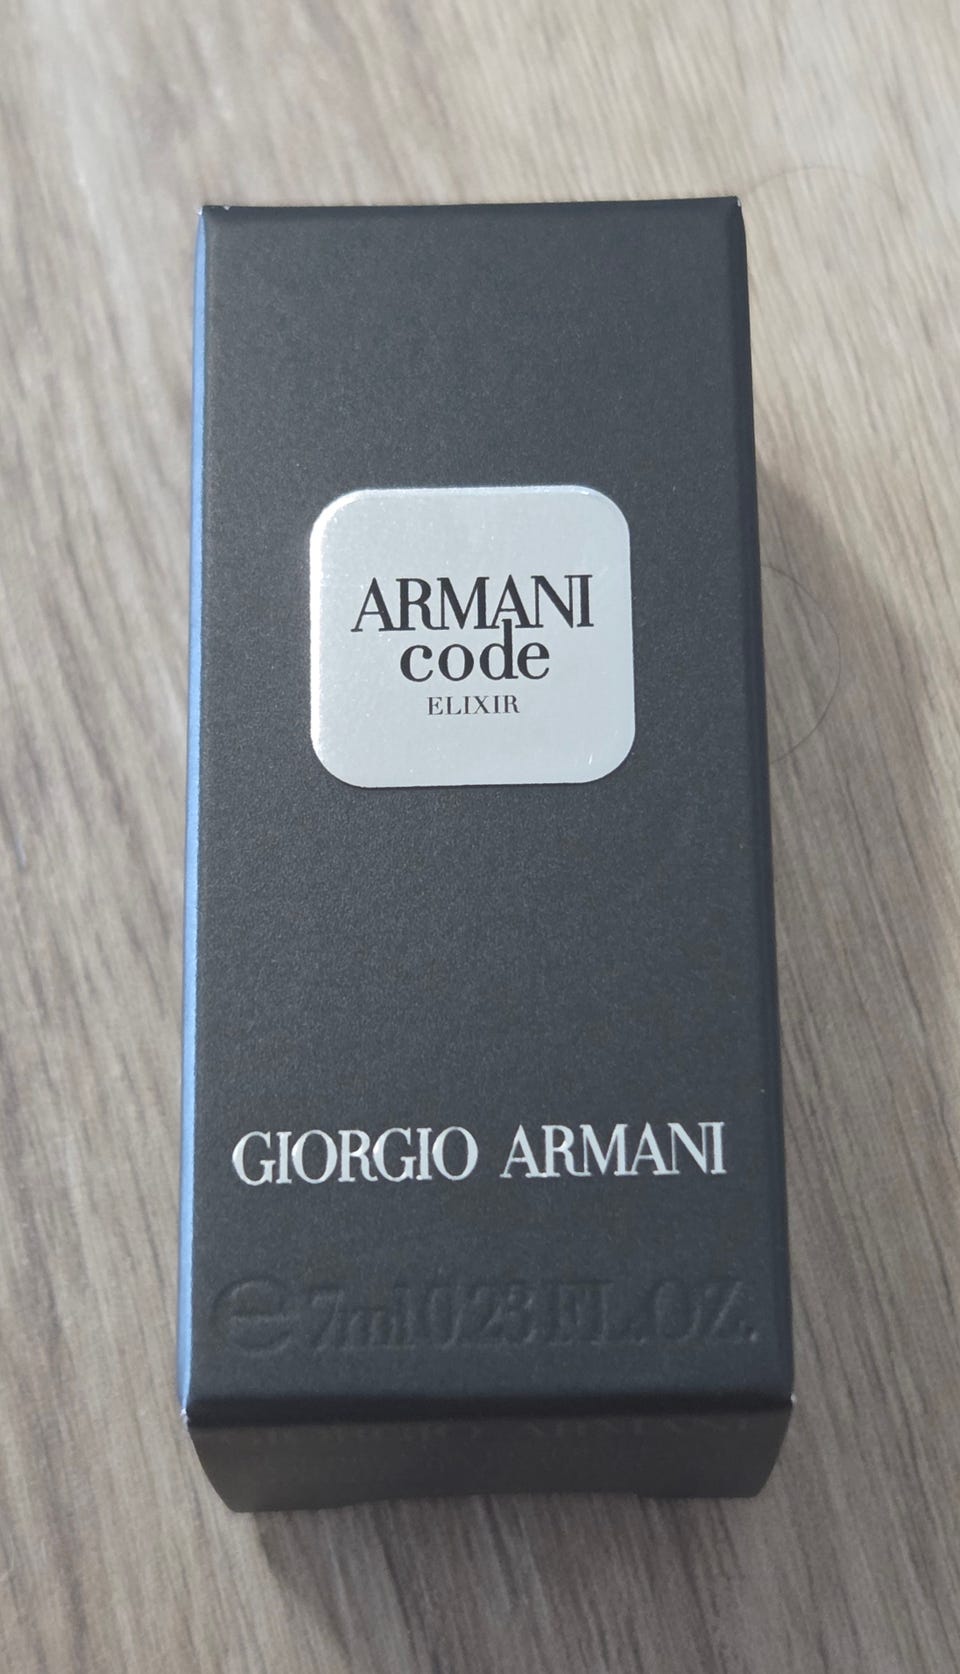 ARMANI
code
ELIXIR
GIORGIO ARMANI
℮ 7ml 0.23 FL.OZ.